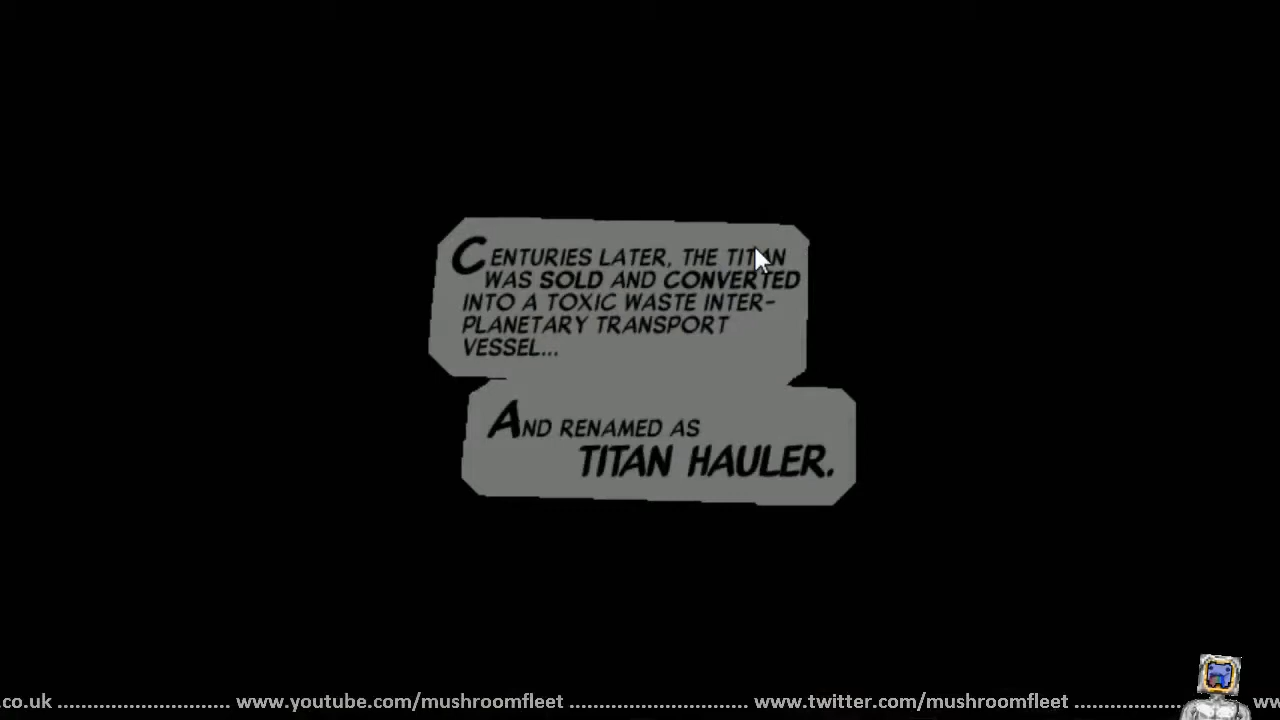 CENTURIES LATER, THE TITAN
WAS SOLD AND CONVERTED
INTO A TOXIC WASTE INTER-
PLANETARY TRANSPORT
VESSEL...
AND RENAMED AS
TITAN HAULER.
.co.uk .............................. www.youtube.com/mushroomfleet .............................. www.twitter.com/mushroomfleet .............................. ww